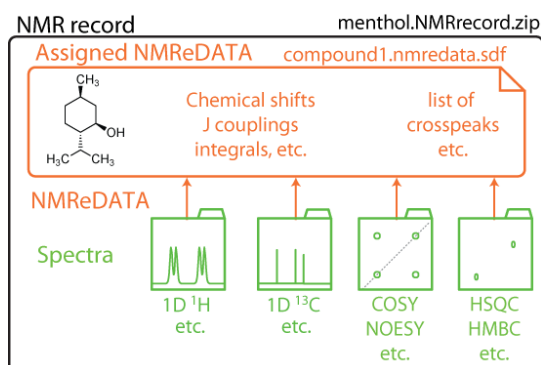 NMR record
menthol.NMRrecord.zip
Assigned NMReDATA
compound1.nmredata.sdf
CH₃
OH
H₃C
CH₃
Chemical shifts
J couplings
integrals, etc.
list of
crosspeaks
etc.
NMReDATA
Spectra
1D ¹H
etc.
1D ¹³C
etc.
COSY
NOESY
etc.
HSQC
HMBC
etc.